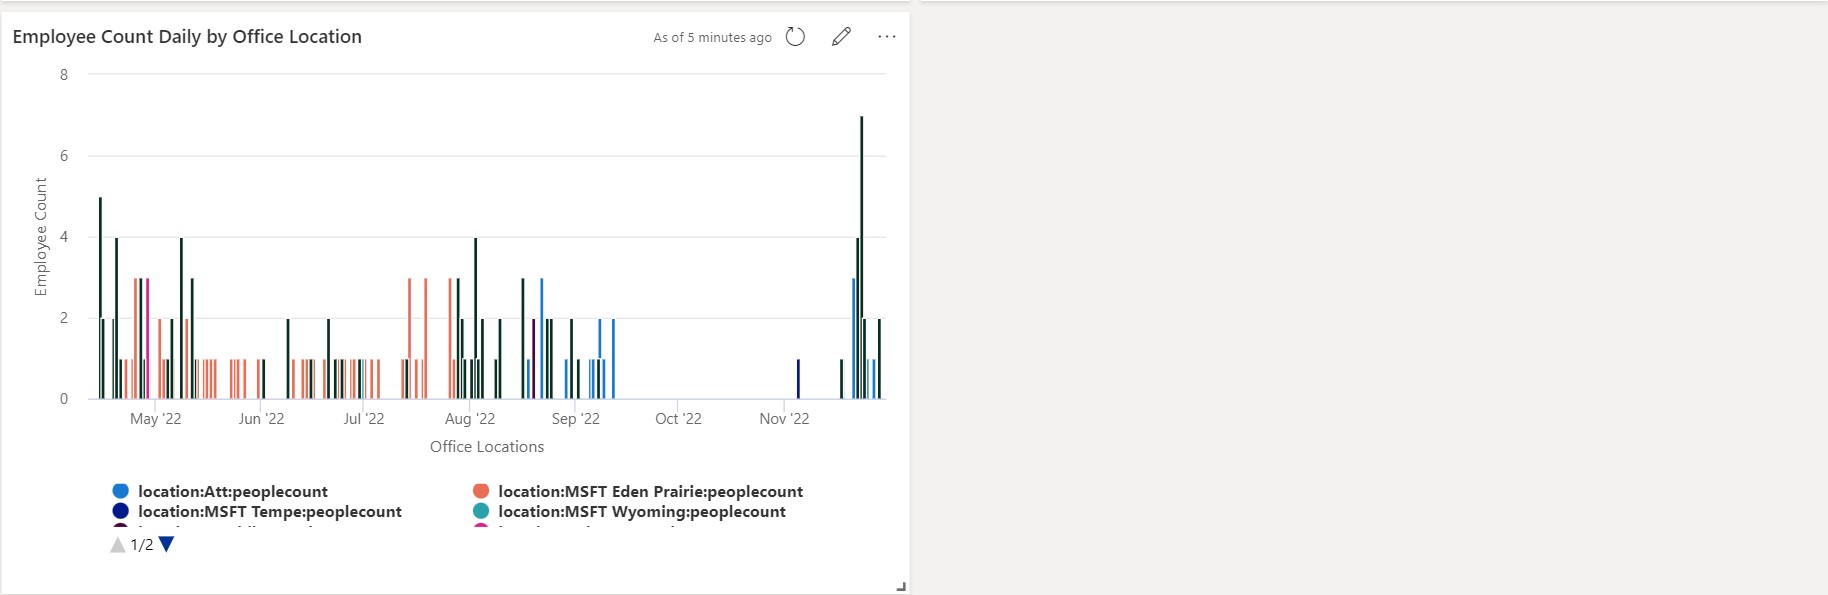 Employee Count Daily by Office Location
As of 5 minutes ago
8
6
4
2
0
Employee Count
May '22
Jun '22
Jul '22
Aug '22
Sep '22
Oct '22
Nov '22
Office Locations
location:Att:peoplecount
location:MSFT Eden Prairie:peoplecount
location:MSFT Tempe:peoplecount
location:MSFT Wyoming:peoplecount
1/2